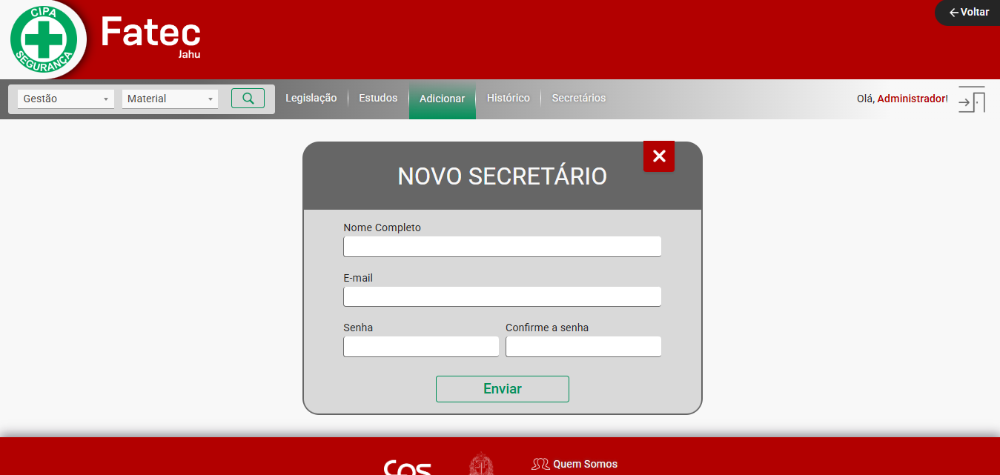 CIPA
SEGURANÇA
Fatec
Jahu
Voltar
Gestão
Material
Legislação
Estudos
Adicionar
Histórico
Secretários
Olá, Administrador!
NOVO SECRETÁRIO
Nome Completo
E-mail
Senha
Confirme a senha
Enviar
Cps
Quem Somos